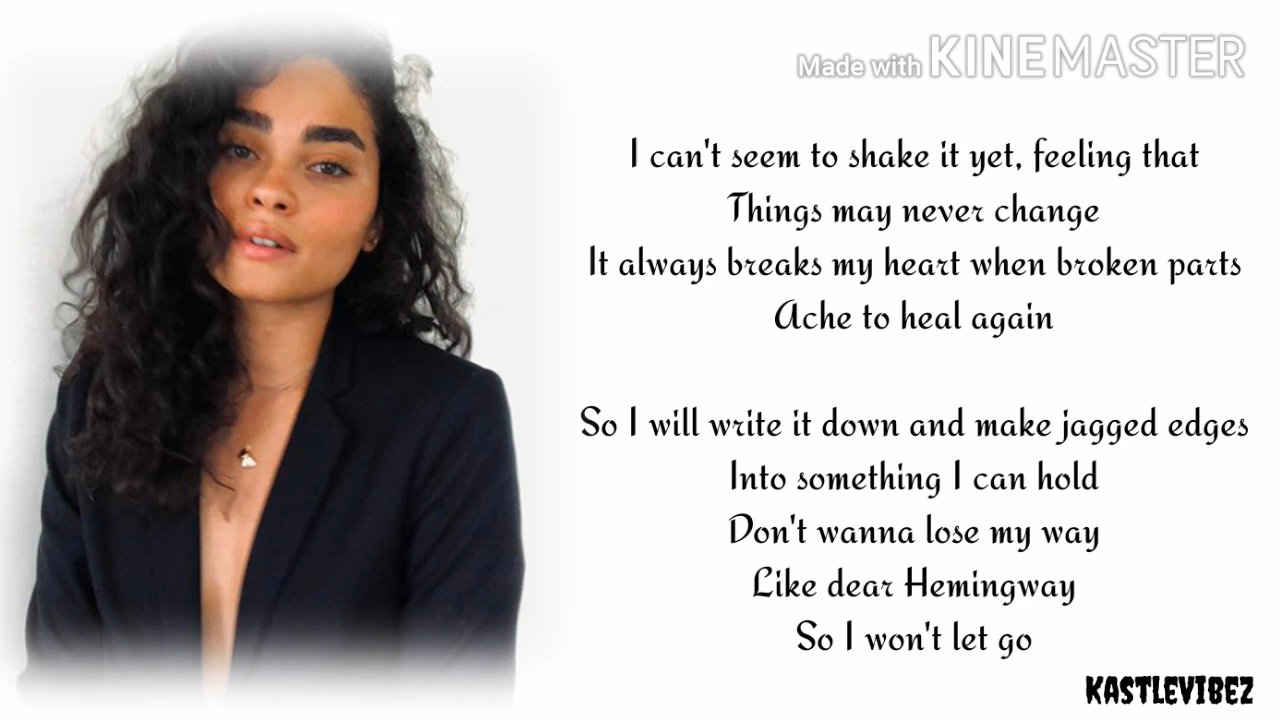 Made with KINEMASTER
I can't seem to shake it yet, feeling that
Things may never change
It always breaks my heart when broken parts
Ache to heal again
So I will write it down and make jagged edges
Into something I can hold
Don't wanna lose my way
Like dear Hemingway
So I won't let go
KASTLEVIBEZ